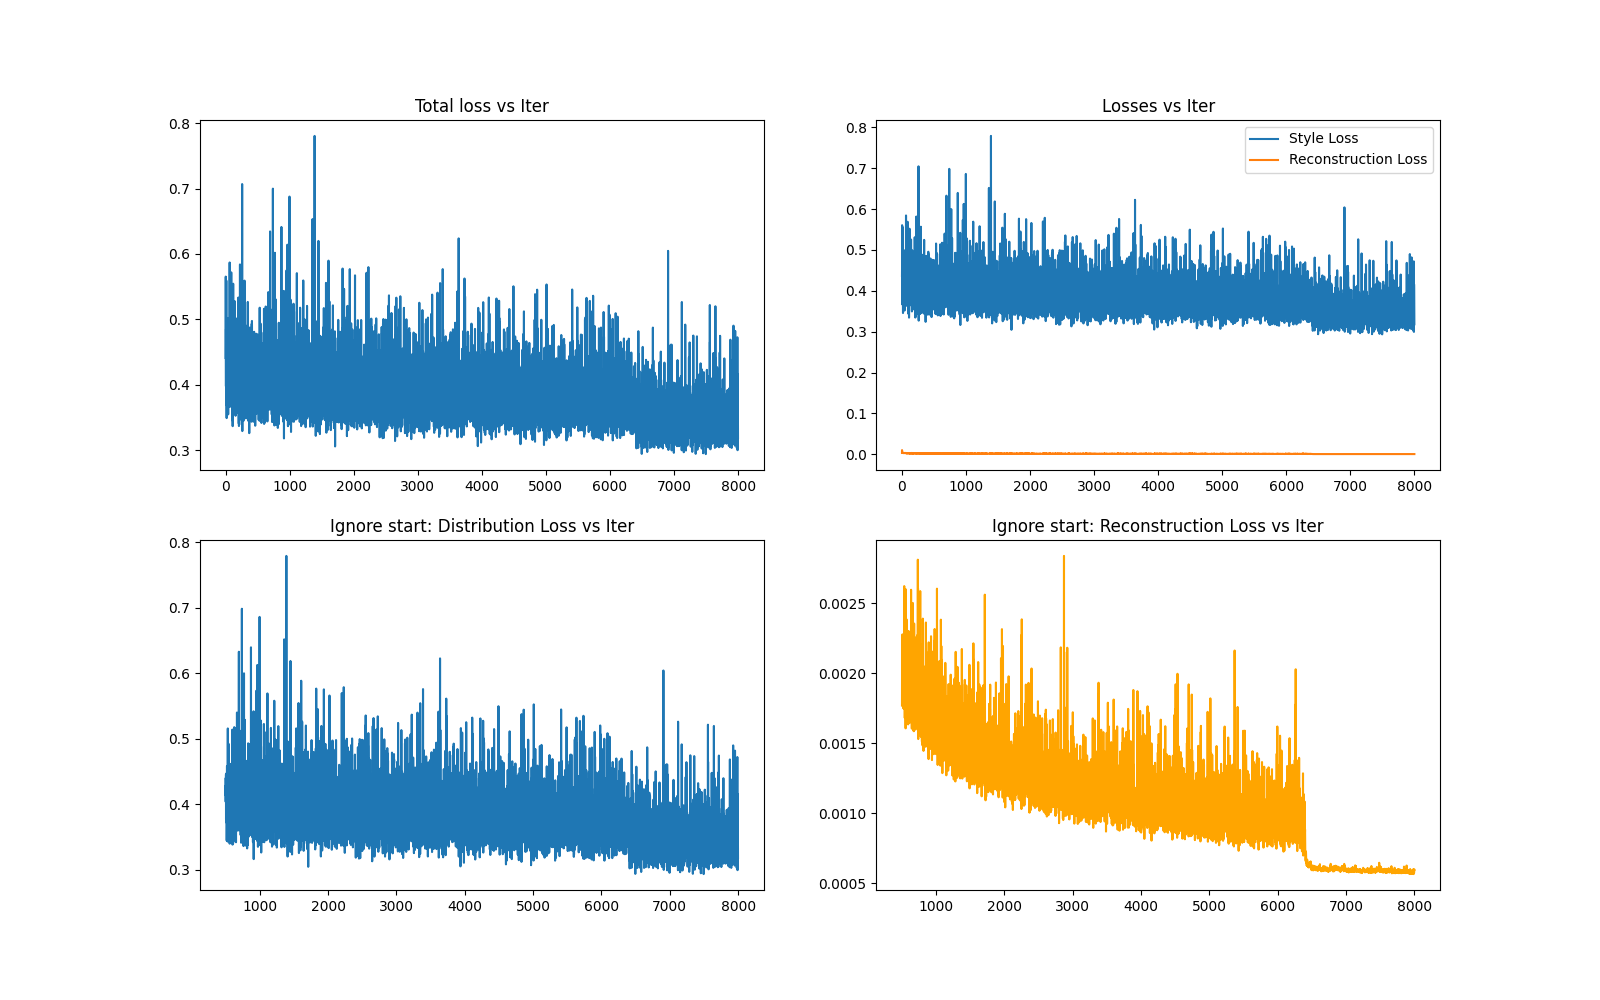 Total loss vs Iter
0.8
0.7
0.6
0.5
0.4
0.3
0 1000 2000 3000 4000 5000 6000 7000 8000
Losses vs Iter
Style Loss
Reconstruction Loss
0.8
0.7
0.6
0.5
0.4
0.3
0.2
0.1
0.0
0 1000 2000 3000 4000 5000 6000 7000 8000
Ignore start: Distribution Loss vs Iter
0.8
0.7
0.6
0.5
0.4
0.3
1000 2000 3000 4000 5000 6000 7000 8000
Ignore start: Reconstruction Loss vs Iter
0.0025
0.0020
0.0015
0.0010
0.0005
1000 2000 3000 4000 5000 6000 7000 8000